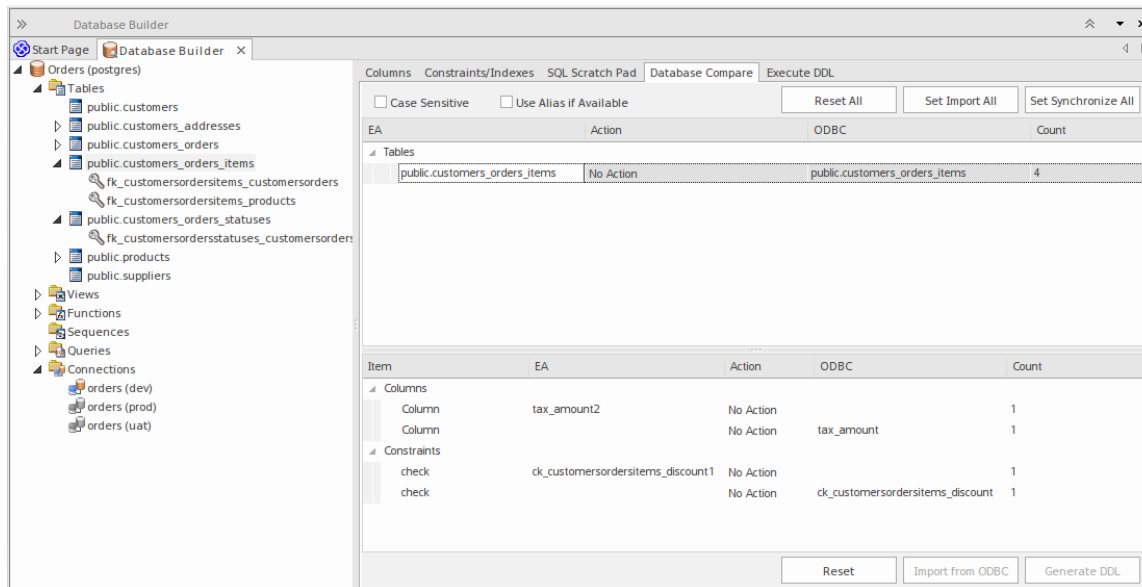 Database Builder
Start Page Database Builder
Orders (postgres)
Tables
public.customers
public.customers_addresses
public.customers_orders
public.customers_orders_items
fk_customersordersitems_customersorders
fk_customersordersitems_products
public.customers_orders_statuses
fk_customersordersstatuses_customersorders
public.products
public.suppliers
Views
Functions
Sequences
Queries
Connections
orders (dev)
orders (prod)
orders (uat)
Columns Constraints/Indexes SQL Scratch Pad Database Compare Execute DDL
Case Sensitive Use Alias if Available Reset All Set Import All Set Synchronize All
EA Action ODBC Count
Tables
public.customers_orders_items No Action public.customers_orders_items 4
Item EA Action ODBC Count
Columns
Column tax_amount2 No Action 1
Column No Action tax_amount 1
Constraints
check ck_customersordersitems_discount1 No Action 1
check No Action ck_customersordersitems_discount 1
Reset Import from ODBC Generate DDL